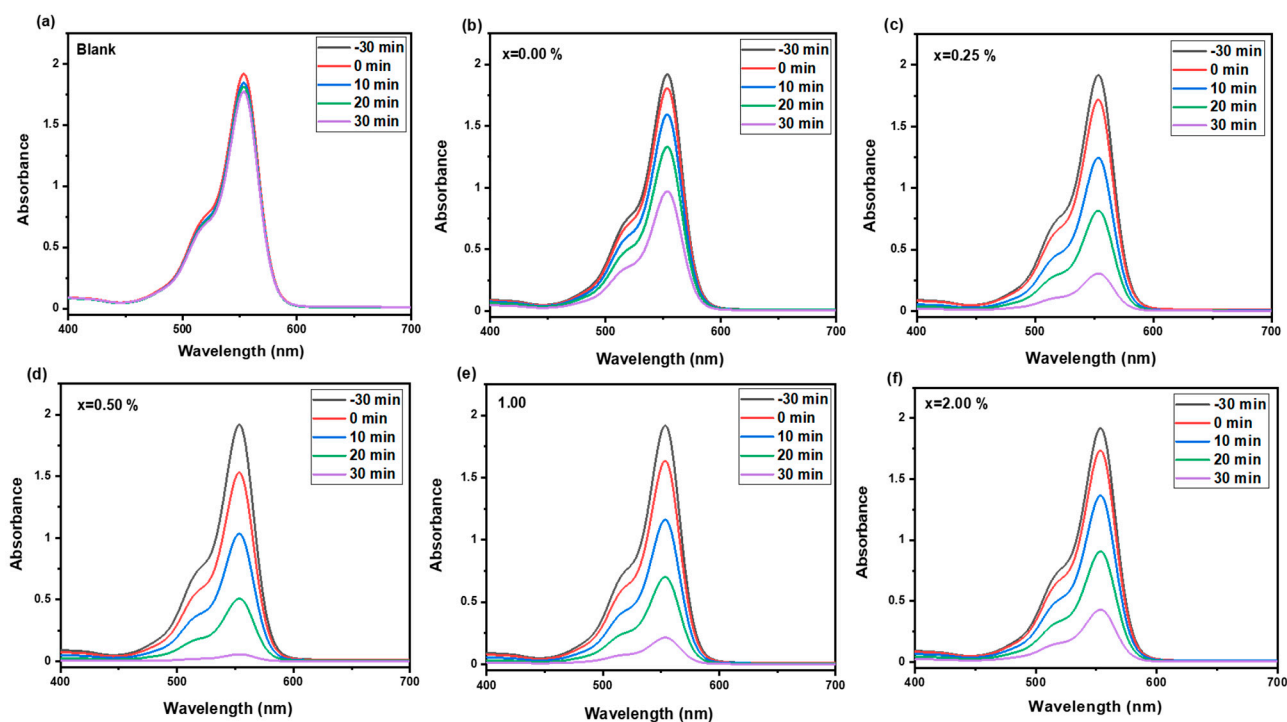 (a)
Blank
-30 min
0 min
10 min
20 min
30 min
2
1.5
1
0.5
0
400
500
600
700
Absorbance
Wavelength (nm)
(b)
x=0.00 %
-30 min
0 min
10 min
20 min
30 min
2
1.5
1
0.5
0
400
500
600
700
Absorbance
Wavelength (nm)
(c)
x=0.25 %
-30 min
0 min
10 min
20 min
30 min
2
1.5
1
0.5
0
400
500
600
700
Absorbance
Wavelength (nm)
(d)
x=0.50 %
-30 min
0 min
10 min
20 min
30 min
2
1.5
1
0.5
0
400
500
600
700
Absorbance
Wavelength (nm)
(e)
1.00
-30 min
0 min
10 min
20 min
30 min
2
1.5
1
0.5
0
400
500
600
700
Absorbance
Wavelength (nm)
(f)
x=2.00 %
-30 min
0 min
10 min
20 min
30 min
2
1.5
1
0.5
0
400
500
600
700
Absorbance
Wavelength (nm)